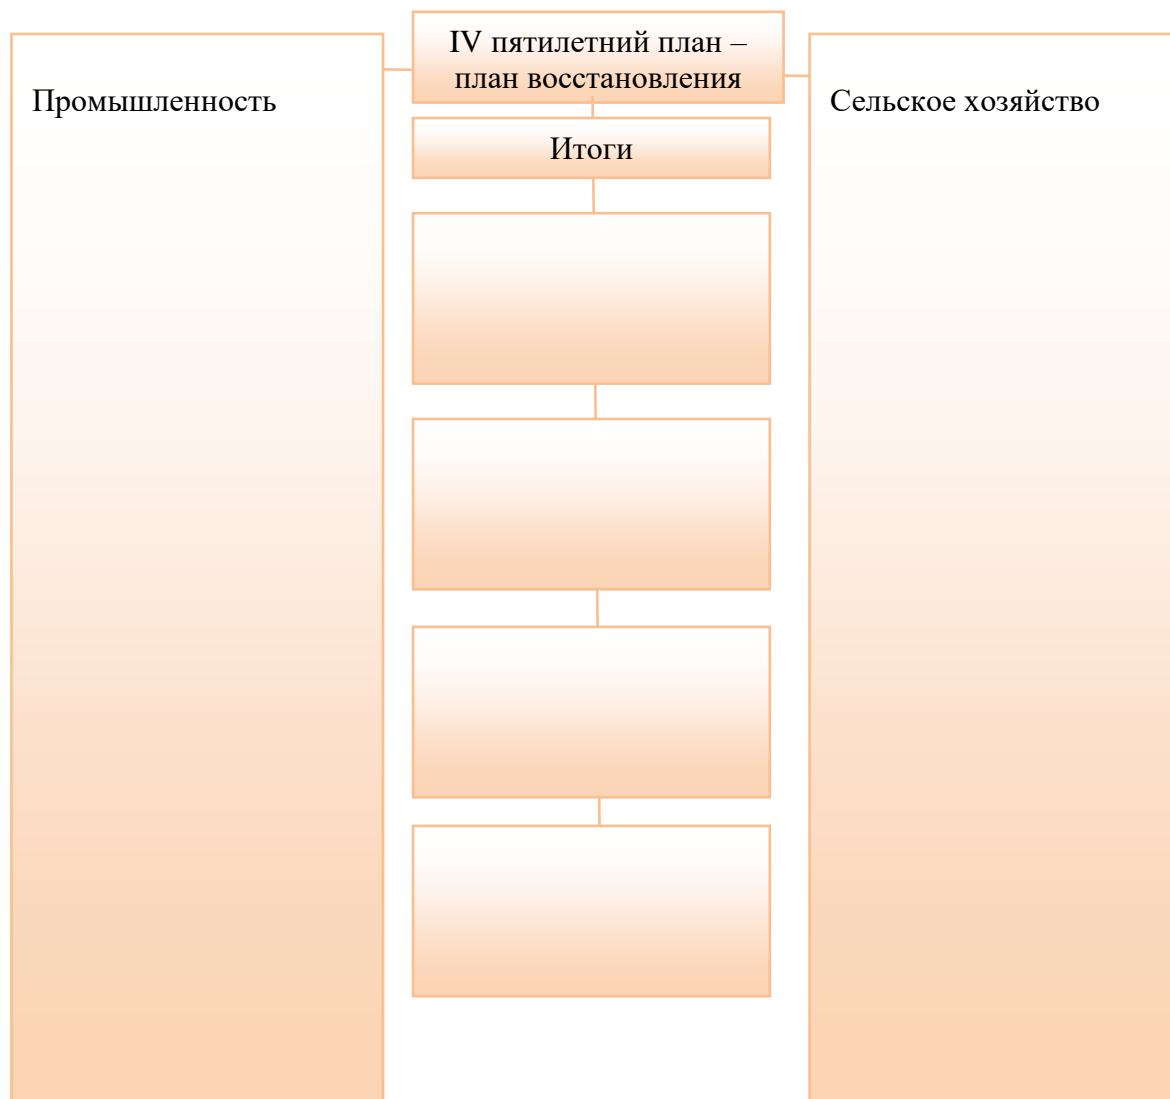 IV пятилетний план –
план восстановления
Промышленность
Сельское хозяйство
Итоги